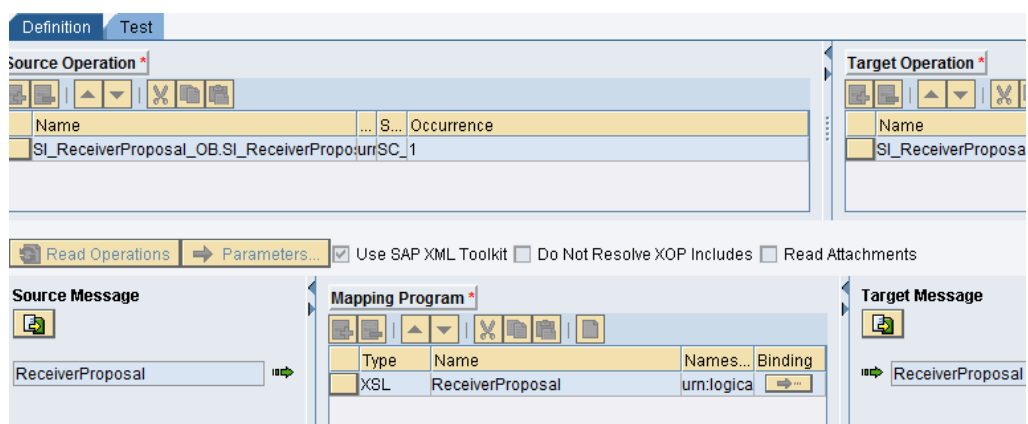 Definition Test
Source Operation *
Target Operation *
Name ... S... Occurrence
Name
SI_ReceiverProposal_OB.SI_ReceiverPropo urn SC_ 1
SI_ReceiverProposa
Read Operations Parameters... Use SAP XML Toolkit Do Not Resolve XOP Includes Read Attachments
Source Message
Mapping Program *
Target Message
Type Name Names... Binding
ReceiverProposal
XSL ReceiverProposal urn:logica
ReceiverProposal